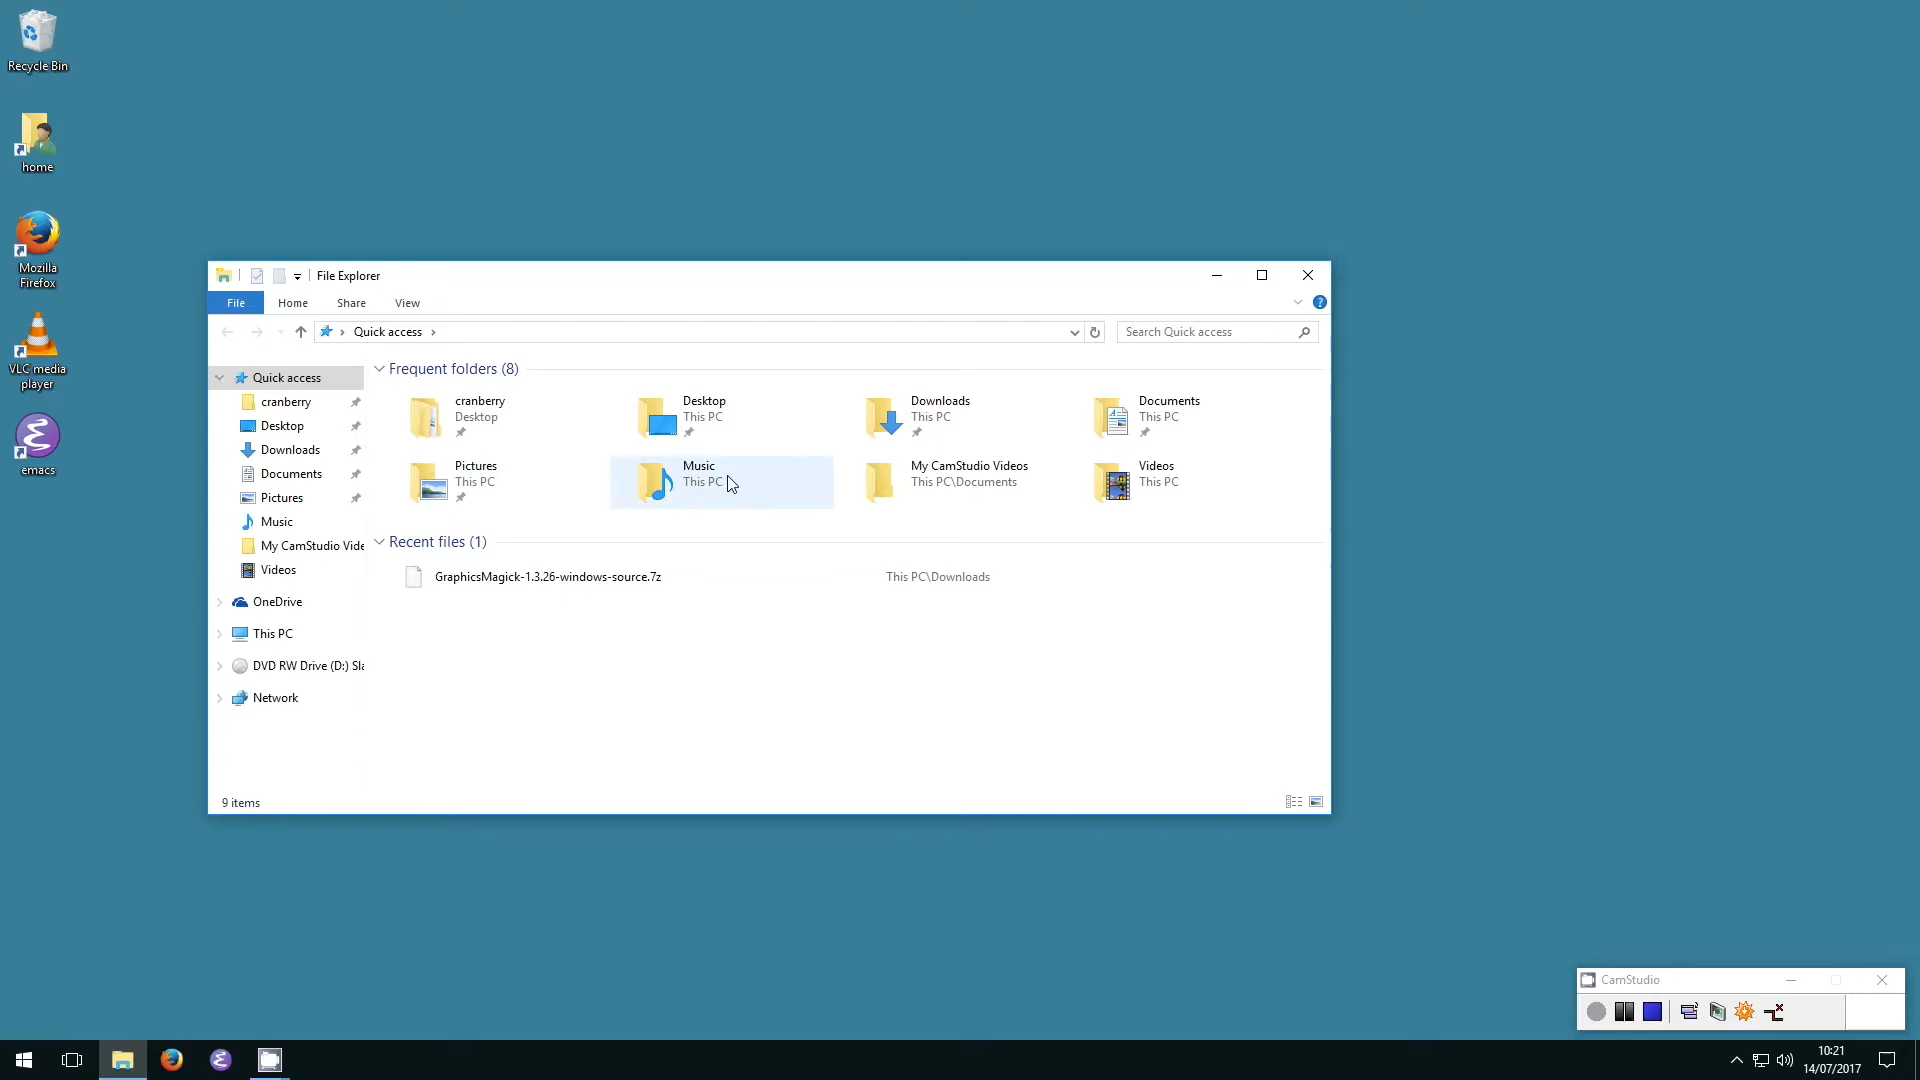 Recycle Bin
home
Mozilla
Firefox
VLC media
player
emacs
File Explorer
File Home Share View
Quick access
Search Quick access
Quick access
cranberry
Desktop
Downloads
Documents
Pictures
Music
My CamStudio Vide
Videos
OneDrive
This PC
DVD RW Drive (D:) Sla
Network
Frequent folders (8)
cranberry
Desktop
Desktop
This PC
Downloads
This PC
Documents
This PC
Pictures
This PC
Music
This PC
My CamStudio Videos
This PC\Documents
Videos
This PC
Recent files (1)
GraphicsMagick-1.3.26-windows-source.7z This PC\Downloads
9 items
CamStudio
10:21
14/07/2017